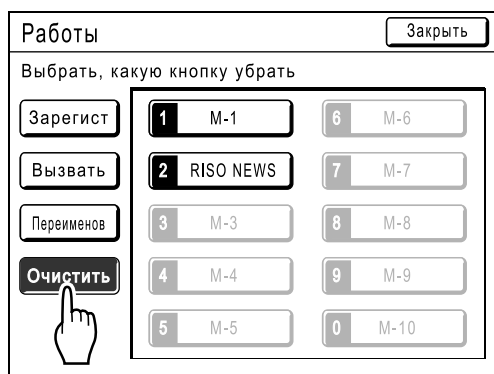 Работы Закрыть
Выбрать, какую кнопку убрать
Зарегист 1 M-1 6 M-6
Вызвать 2 RISO NEWS 7 M-7
Переименов 3 M-3 8 M-8
Очистить 4 M-4 9 M-9
5 M-5 0 M-10